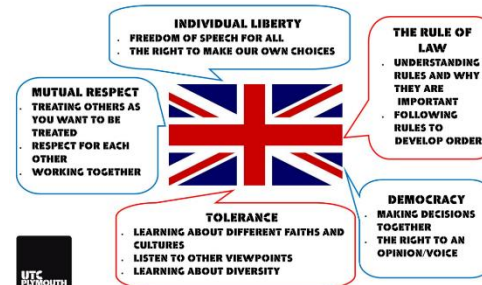 INDIVIDUAL LIBERTY
. FREEDOM OF SPEECH FOR ALL
. THE RIGHT TO MAKE OUR OWN CHOICES
THE RULE OF
LAW
. UNDERSTANDING
RULES AND WHY
THEY ARE
IMPORTANT
. FOLLOWING
RULES TO
DEVELOP ORDER
MUTUAL RESPECT
. TREATING OTHERS AS
YOU WANT TO BE
TREATED
. RESPECT FOR EACH
OTHER
. WORKING TOGETHER
DEMOCRACY
. MAKING DECISIONS
TOGETHER
. THE RIGHT TO AN
OPINION/VOICE
TOLERANCE
. LEARNING ABOUT DIFFERENT FAITHS AND
CULTURES
. LISTEN TO OTHER VIEWPOINTS
. LEARNING ABOUT DIVERSITY
UTC
PLYMOUTH